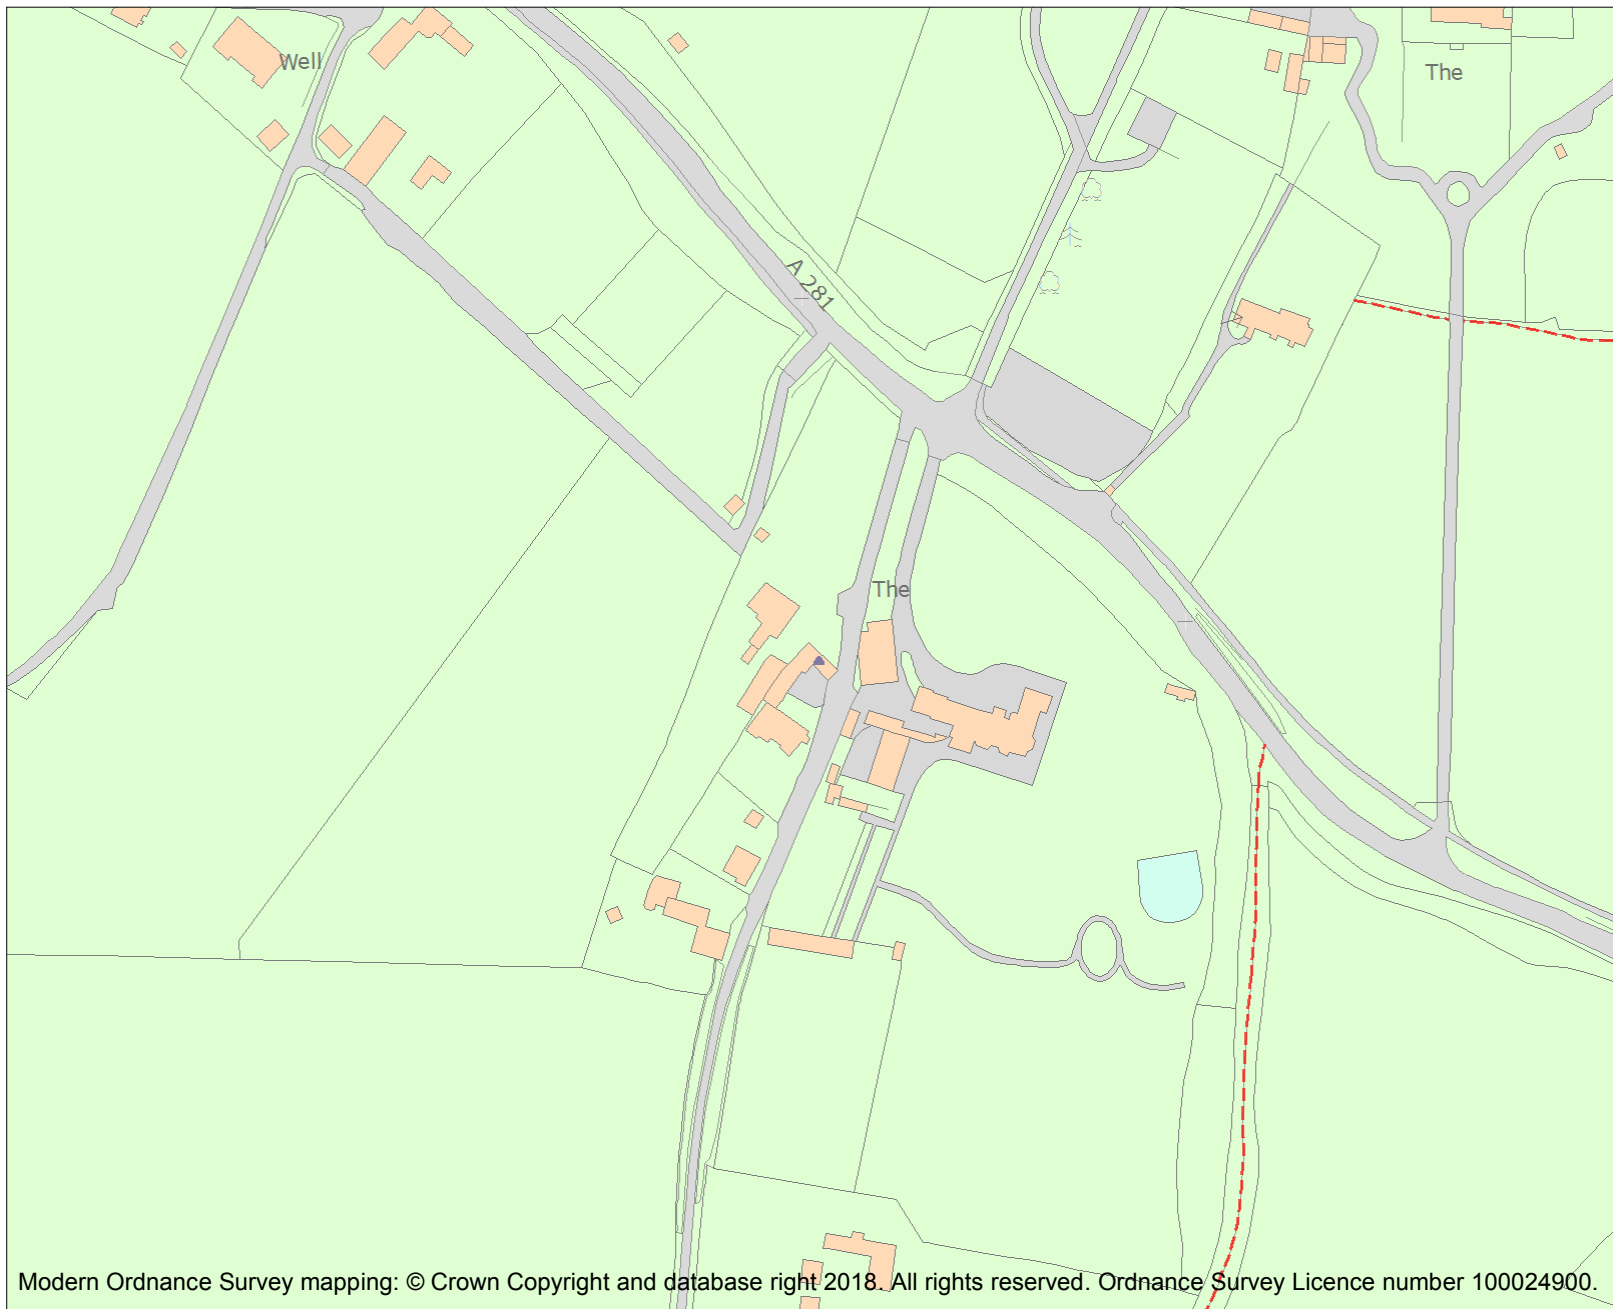 Well
The
A 281
The
Modern Ordnance Survey mapping: © Crown Copyright and database right 2018. All rights reserved. Ordnance Survey Licence number 100024900.